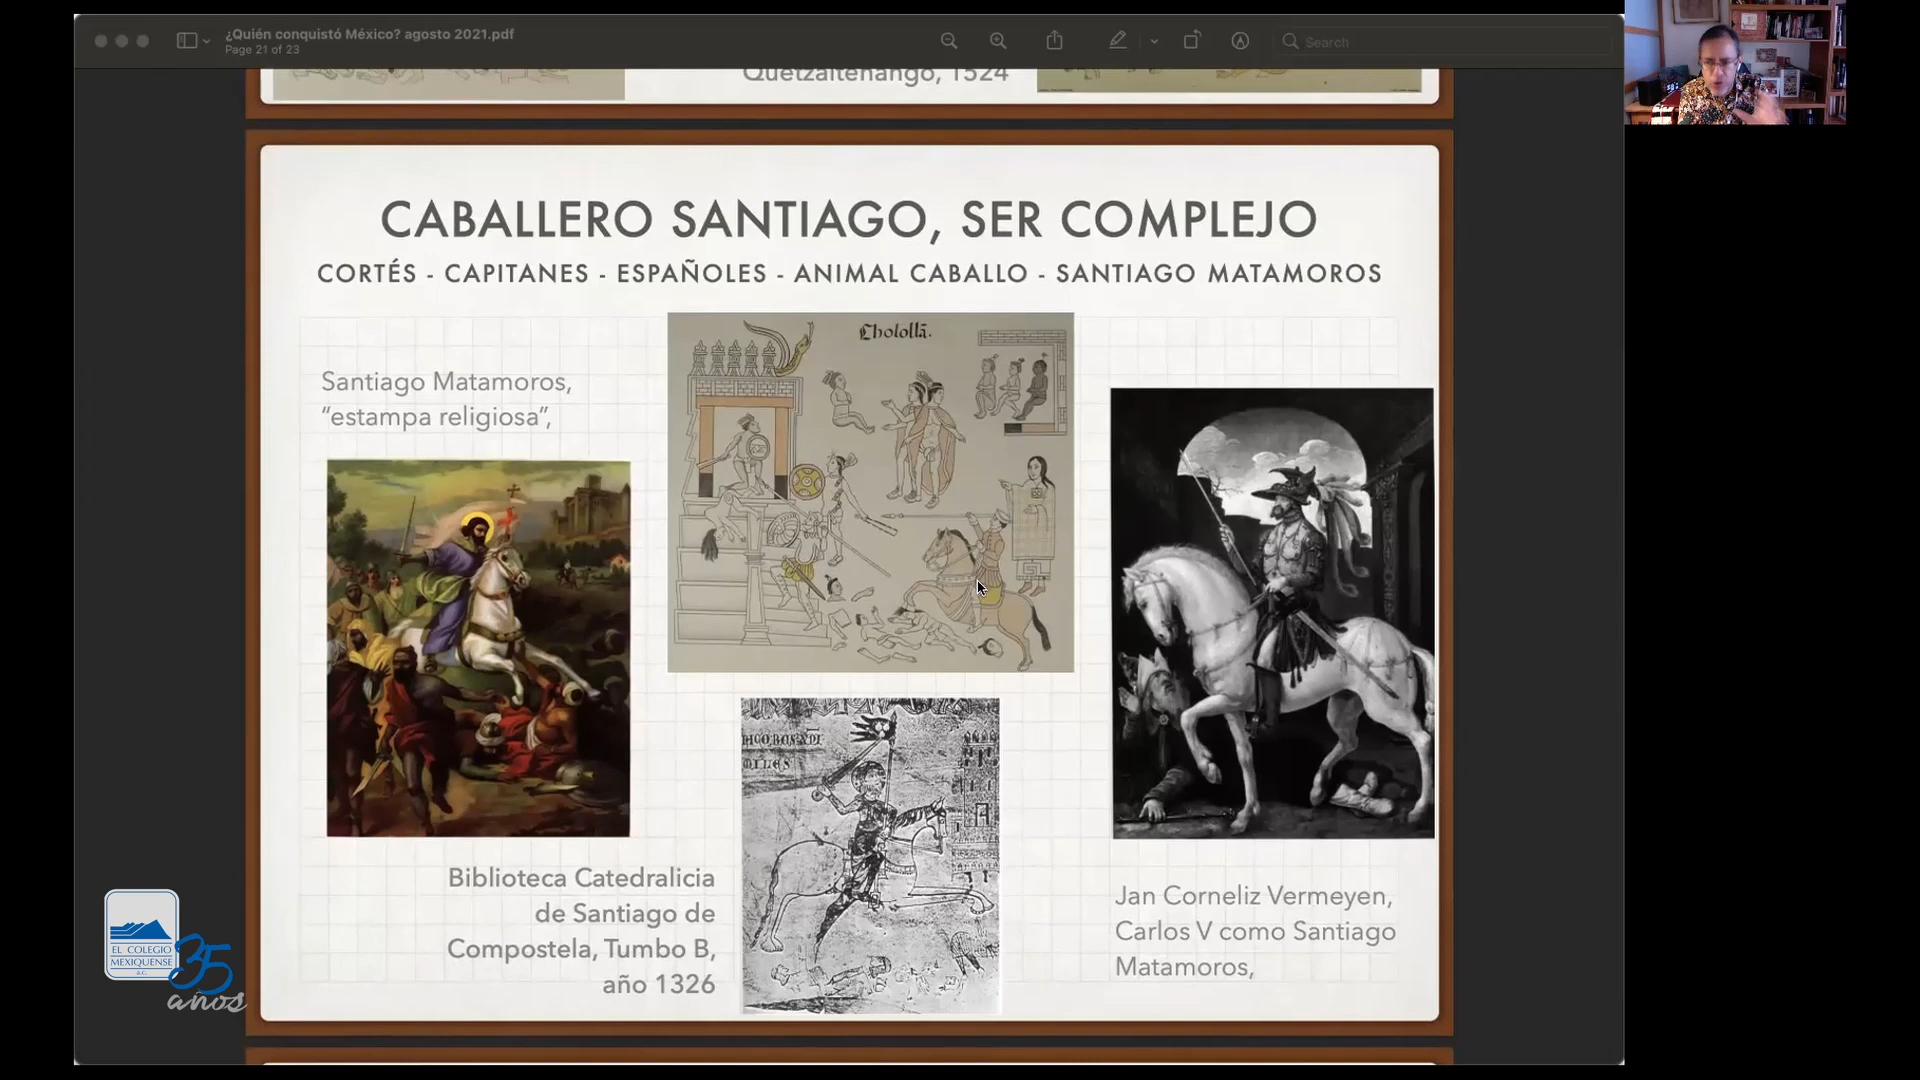 ¿Quién conquistó México? agosto 2021.pdf
Page 21 of 23
Search
Quetzaltenango, 1524
CABALLERO SANTIAGO, SER COMPLEJO
CORTÉS - CAPITANES - ESPAÑOLES - ANIMAL CABALLO - SANTIAGO MATAMOROS
Santiago Matamoros,
“estampa religiosa”,
Cholollã.
Biblioteca Catedralicia
de Santiago de
Compostela, Tumbo B,
año 1326
Jan Corneliz Vermeyen,
Carlos V como Santiago
Matamoros,
EL COLEGIO
MEXIQUENSE
a.c.
35
años